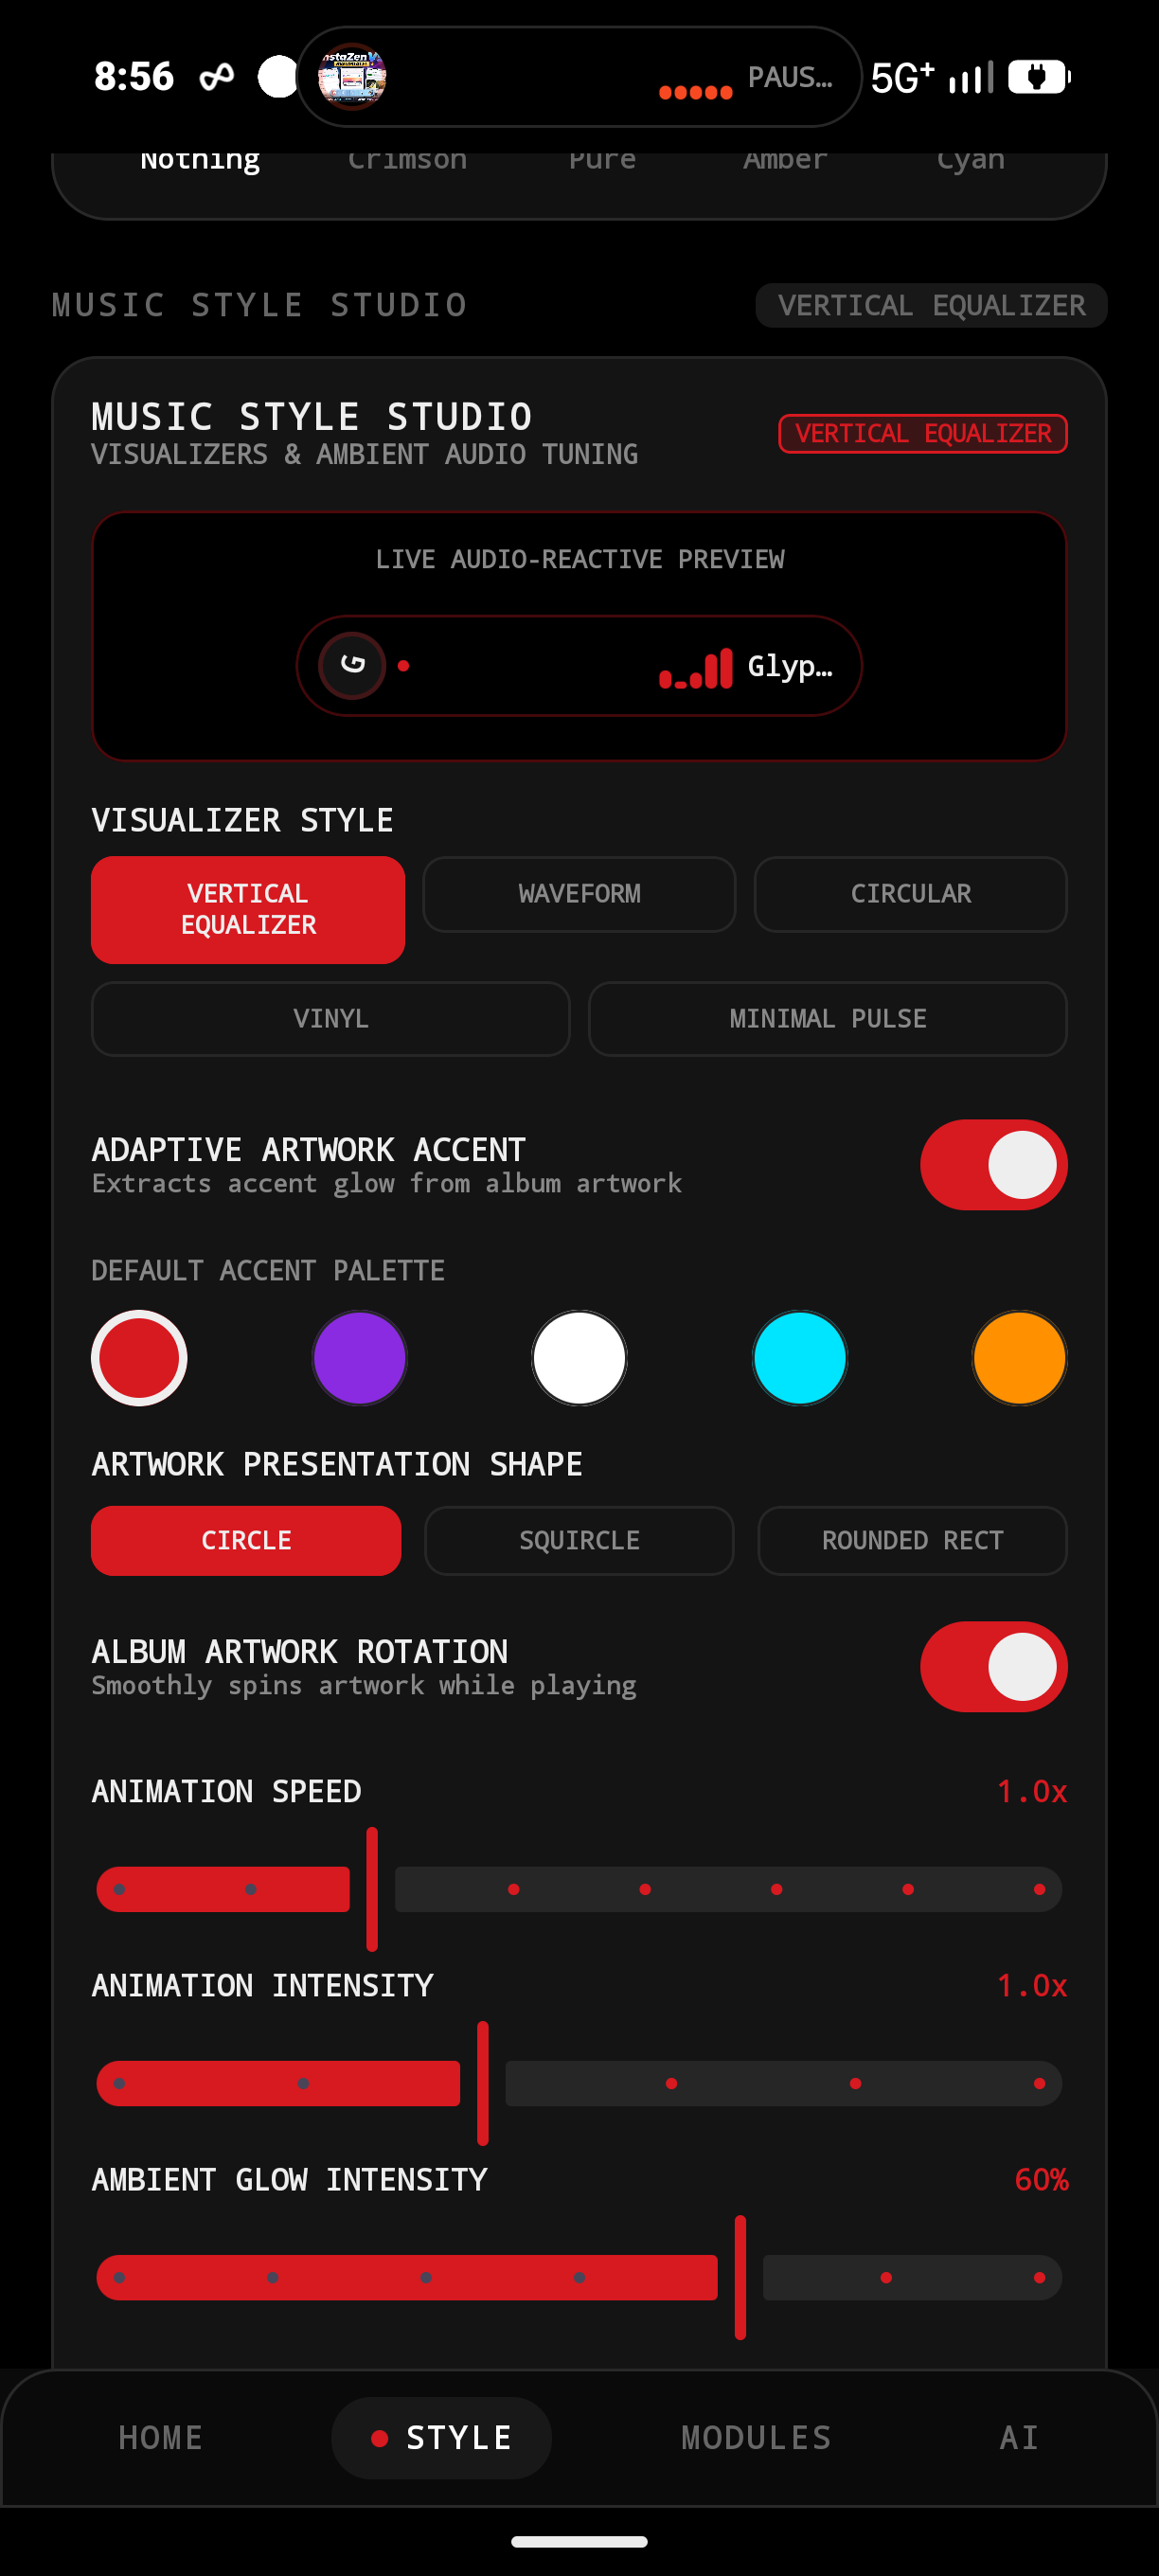 8:56
nstaZen V
PAUS…
5G+
Nothing Crimson Pure Amber Cyan
MUSIC STYLE STUDIO
VERTICAL EQUALIZER
MUSIC STYLE STUDIO
VISUALIZERS & AMBIENT AUDIO TUNING
VERTICAL EQUALIZER
LIVE AUDIO-REACTIVE PREVIEW
G
Glyp…
VISUALIZER STYLE
VERTICAL
EQUALIZER
WAVEFORM
CIRCULAR
VINYL
MINIMAL PULSE
ADAPTIVE ARTWORK ACCENT
Extracts accent glow from album artwork
DEFAULT ACCENT PALETTE
ARTWORK PRESENTATION SHAPE
CIRCLE
SQUIRCLE
ROUNDED RECT
ALBUM ARTWORK ROTATION
Smoothly spins artwork while playing
ANIMATION SPEED
1.0x
ANIMATION INTENSITY
1.0x
AMBIENT GLOW INTENSITY
60%
HOME
STYLE
MODULES
AI